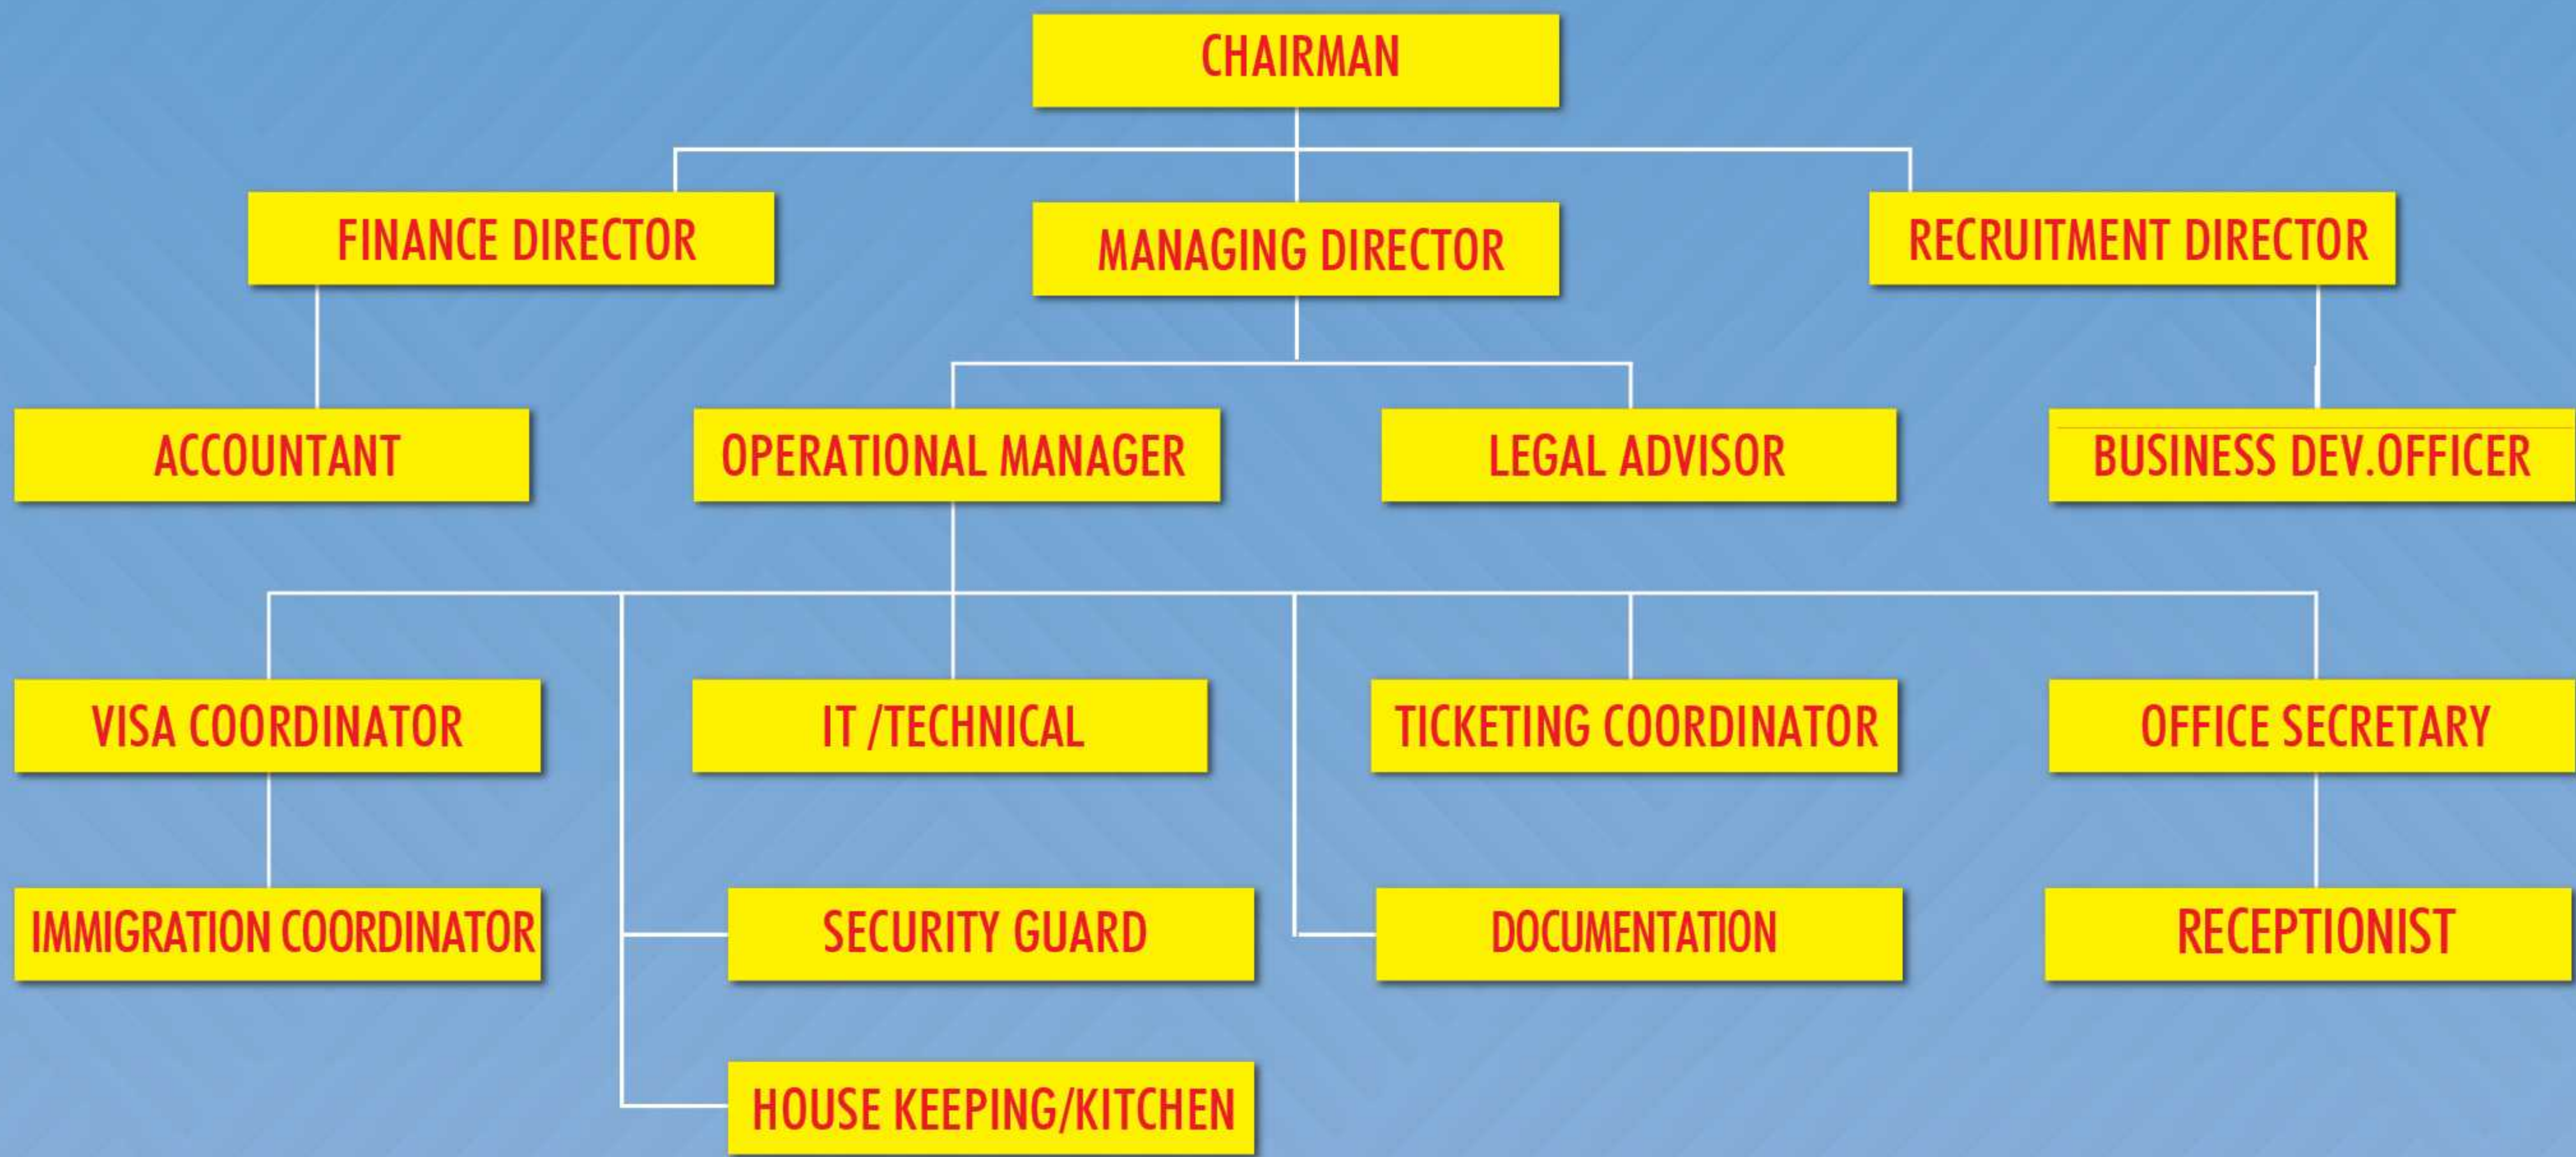 CHAIRMAN
FINANCE DIRECTOR
MANAGING DIRECTOR
RECRUITMENT DIRECTOR
ACCOUNTANT
OPERATIONAL MANAGER
LEGAL ADVISOR
BUSINESS DEV.OFFICER
VISA COORDINATOR
IT /TECHNICAL
TICKETING COORDINATOR
OFFICE SECRETARY
IMMIGRATION COORDINATOR
SECURITY GUARD
DOCUMENTATION
RECEPTIONIST
HOUSE KEEPING/KITCHEN